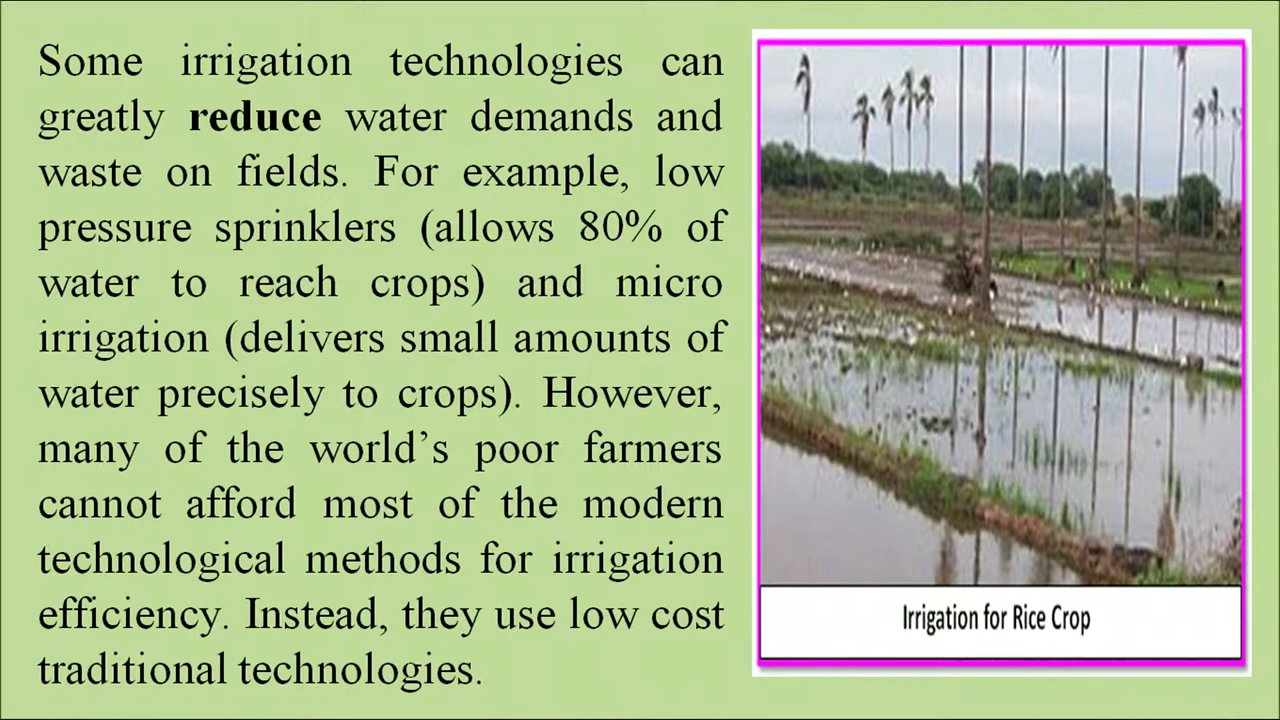 Some irrigation technologies can
greatly reduce water demands and
waste on fields. For example, low
pressure sprinklers (allows 80% of
water to reach crops) and micro
irrigation (delivers small amounts of
water precisely to crops). However,
many of the world’s poor farmers
cannot afford most of the modern
technological methods for irrigation
efficiency. Instead, they use low cost
traditional technologies.
Irrigation for Rice Crop